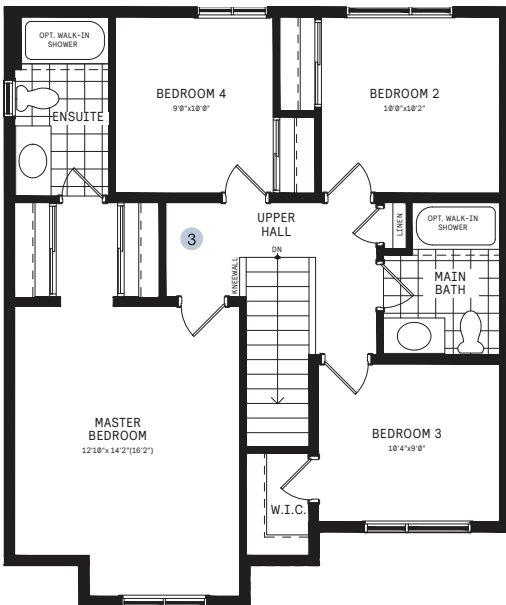 OPT. WALK-IN
SHOWER
ENSUITE
BEDROOM 4
9'0"x10'0"
BEDROOM 2
10'0"x10'2"
3
UPPER
HALL
DN
KNEEWALL
LINEN
OPT. WALK-IN
SHOWER
MAIN
BATH
MASTER
BEDROOM
12'10"x 14'2"(16'2")
BEDROOM 3
10'4"x9'0"
W.I.C.